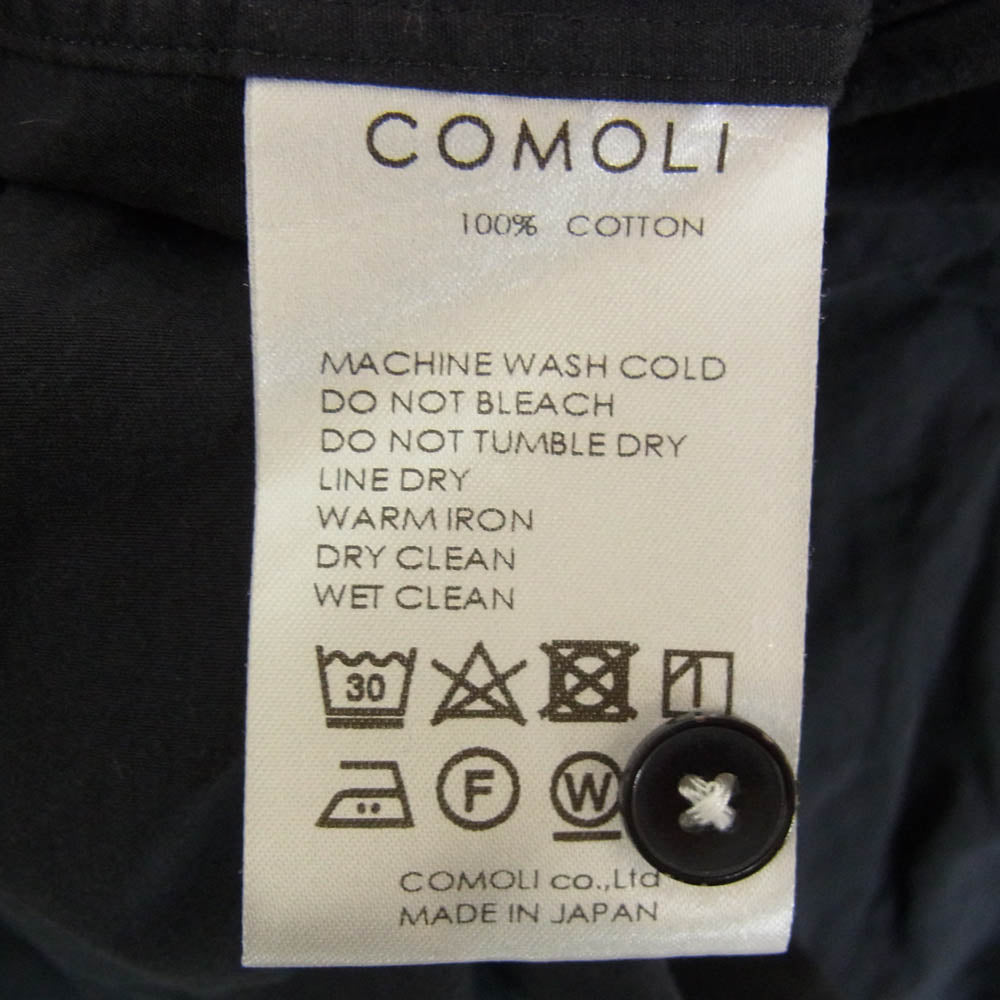 COMOLI
100% COTTON
MACHINE WASH COLD
DO NOT BLEACH
DO NOT TUMBLE DRY
LINE DRY
WARM IRON
DRY CLEAN
WET CLEAN
30
F W
COMOLI co.,Ltd
MADE IN JAPAN